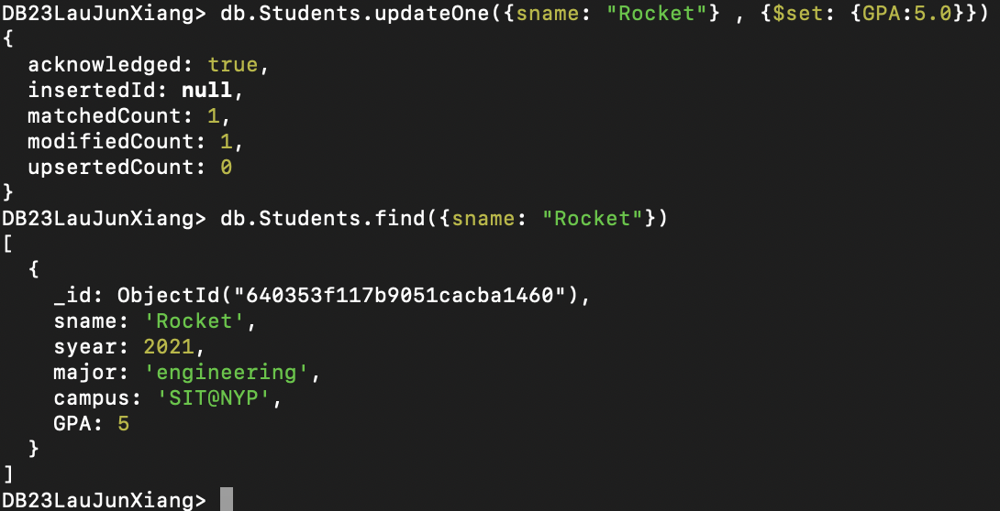 DB23LauJunXiang> db.Students.updateOne({sname: "Rocket"} , {$set: {GPA:5.0}})
{
  acknowledged: true,
  insertedId: null,
  matchedCount: 1,
  modifiedCount: 1,
  upsertedCount: 0
}
DB23LauJunXiang> db.Students.find({sname: "Rocket"})
[
  {
    _id: ObjectId("640353f117b9051cacba1460"),
    sname: 'Rocket',
    syear: 2021,
    major: 'engineering',
    campus: 'SIT@NYP',
    GPA: 5
  }
]
DB23LauJunXiang>